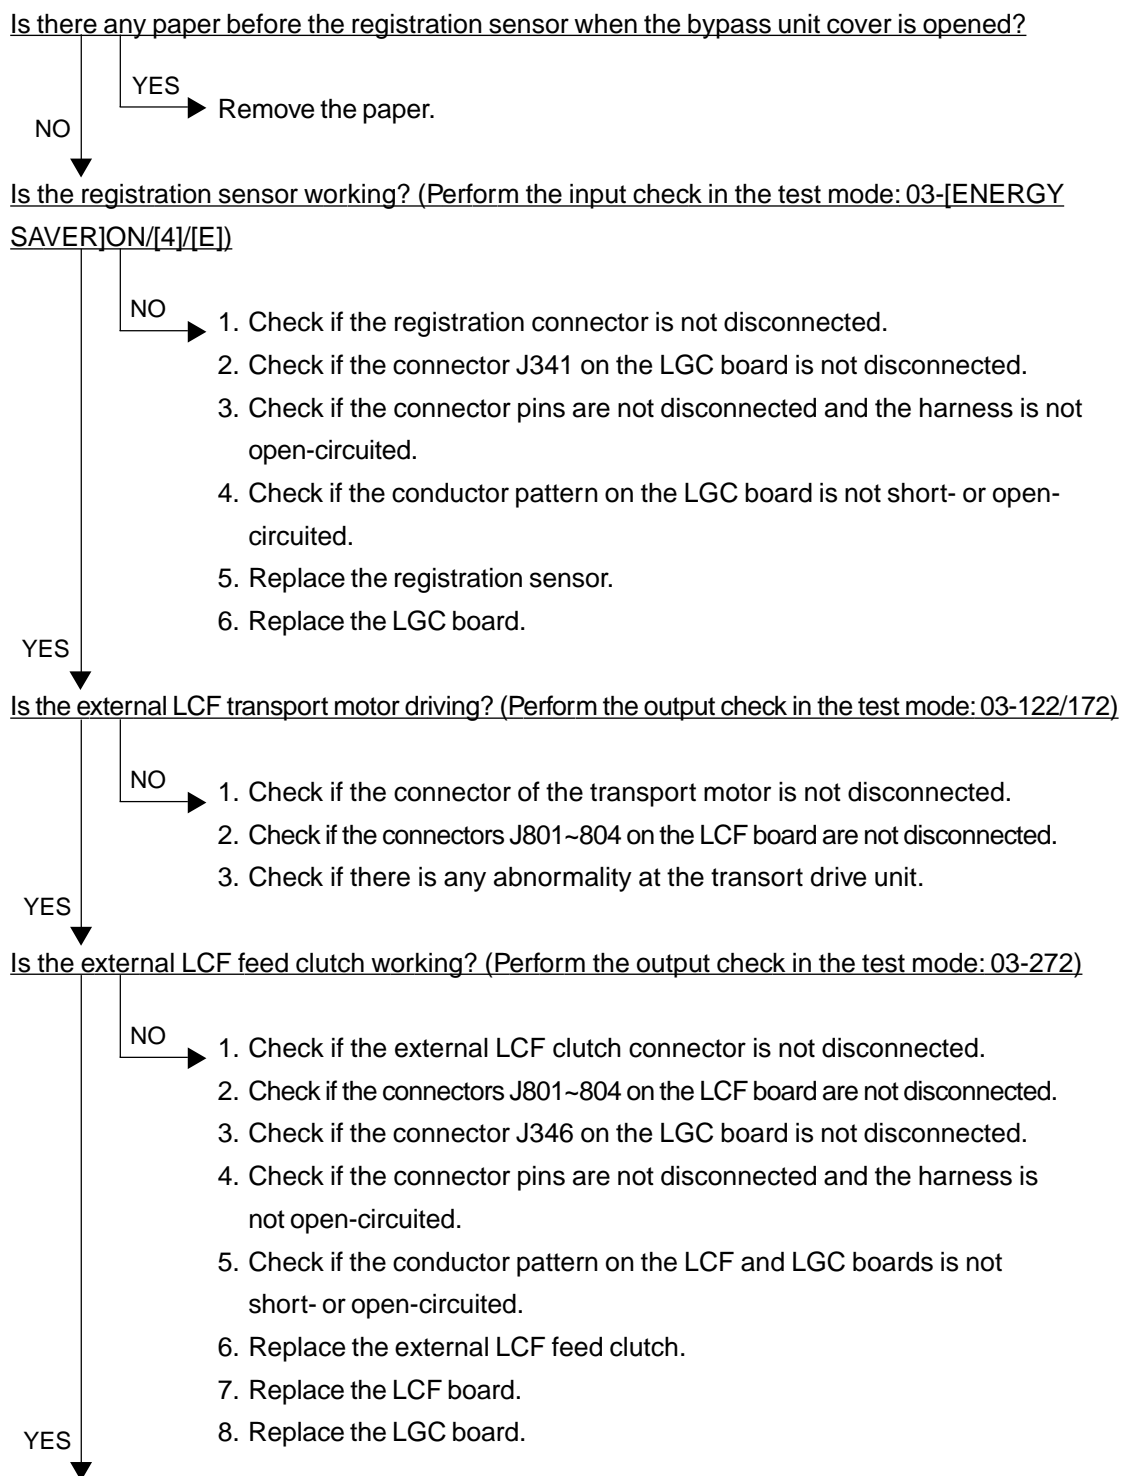 Is there any paper before the registration sensor when the bypass unit cover is opened?
YES
Remove the paper.
NO
Is the registration sensor working? (Perform the input check in the test mode: 03-[ENERGY
SAVER]ON/[4]/[E])
NO
1. Check if the registration connector is not disconnected.
2. Check if the connector J341 on the LGC board is not disconnected.
3. Check if the connector pins are not disconnected and the harness is not
open-circuited.
4. Check if the conductor pattern on the LGC board is not short- or open-
circuited.
5. Replace the registration sensor.
6. Replace the LGC board.
YES
Is the external LCF transport motor driving? (Perform the output check in the test mode: 03-122/172)
NO
1. Check if the connector of the transport motor is not disconnected.
2. Check if the connectors J801~804 on the LCF board are not disconnected.
3. Check if there is any abnormality at the transort drive unit.
YES
Is the external LCF feed clutch working? (Perform the output check in the test mode: 03-272)
NO
1. Check if the external LCF clutch connector is not disconnected.
2. Check if the connectors J801~804 on the LCF board are not disconnected.
3. Check if the connector J346 on the LGC board is not disconnected.
4. Check if the connector pins are not disconnected and the harness is
not open-circuited.
5. Check if the conductor pattern on the LCF and LGC boards is not
short- or open-circuited.
6. Replace the external LCF feed clutch.
7. Replace the LCF board.
8. Replace the LGC board.
YES